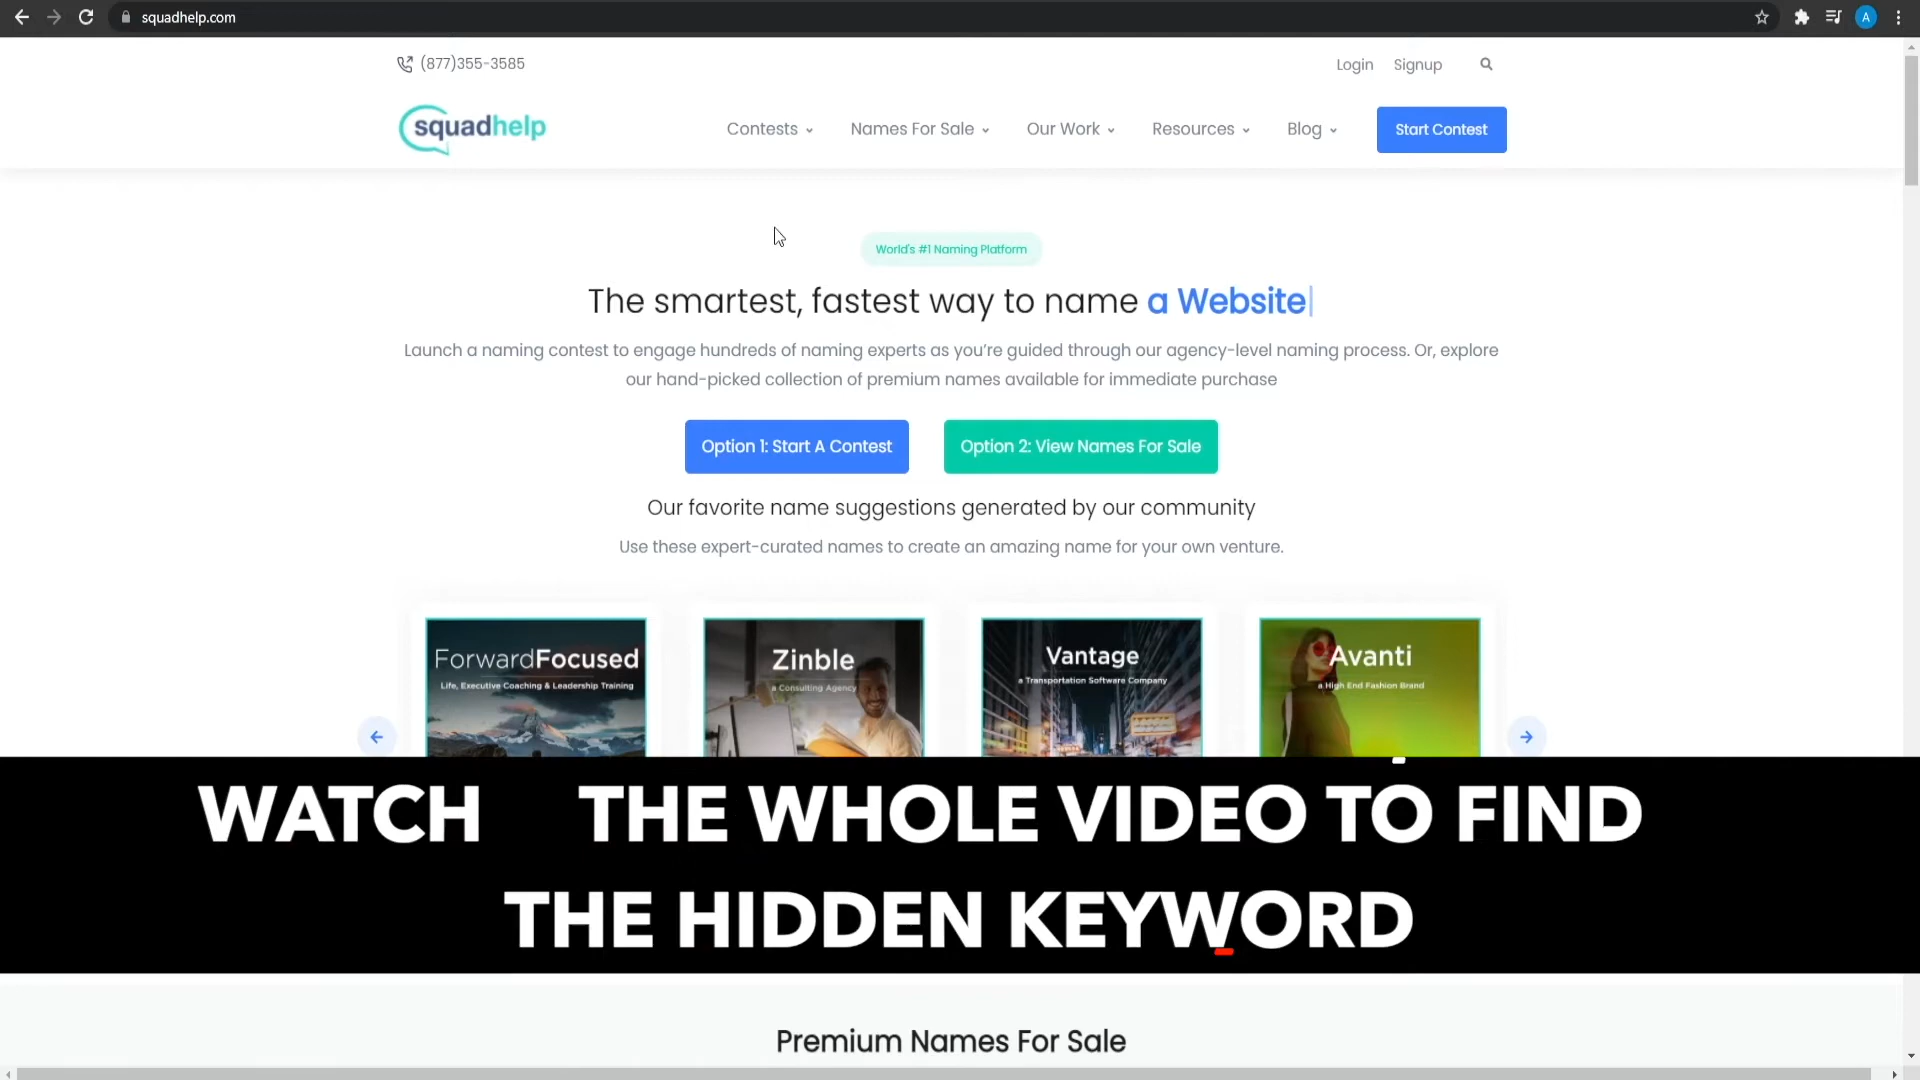 squadhelp.com
A
(877)355-3585
Login Signup
squadhelp
Contests Names For Sale Our Work Resources Blog Start Contest
World's #1 Naming Platform
The smartest, fastest way to name a Website
Launch a naming contest to engage hundreds of naming experts as you're guided through our agency-level naming process. Or, explore
our hand-picked collection of premium names available for immediate purchase
Option 1: Start A Contest Option 2: View Names For Sale
Our favorite name suggestions generated by our community
Use these expert-curated names to create an amazing name for your own venture.
ForwardFocused
Life, Executive Coaching & Leadership Training
Zinble
a Consulting Agency
Vantage
a Transportation Software Company
Avanti
a High End Fashion Brand
WATCH THE WHOLE VIDEO TO FIND
THE HIDDEN KEYWORD
Premium Names For Sale